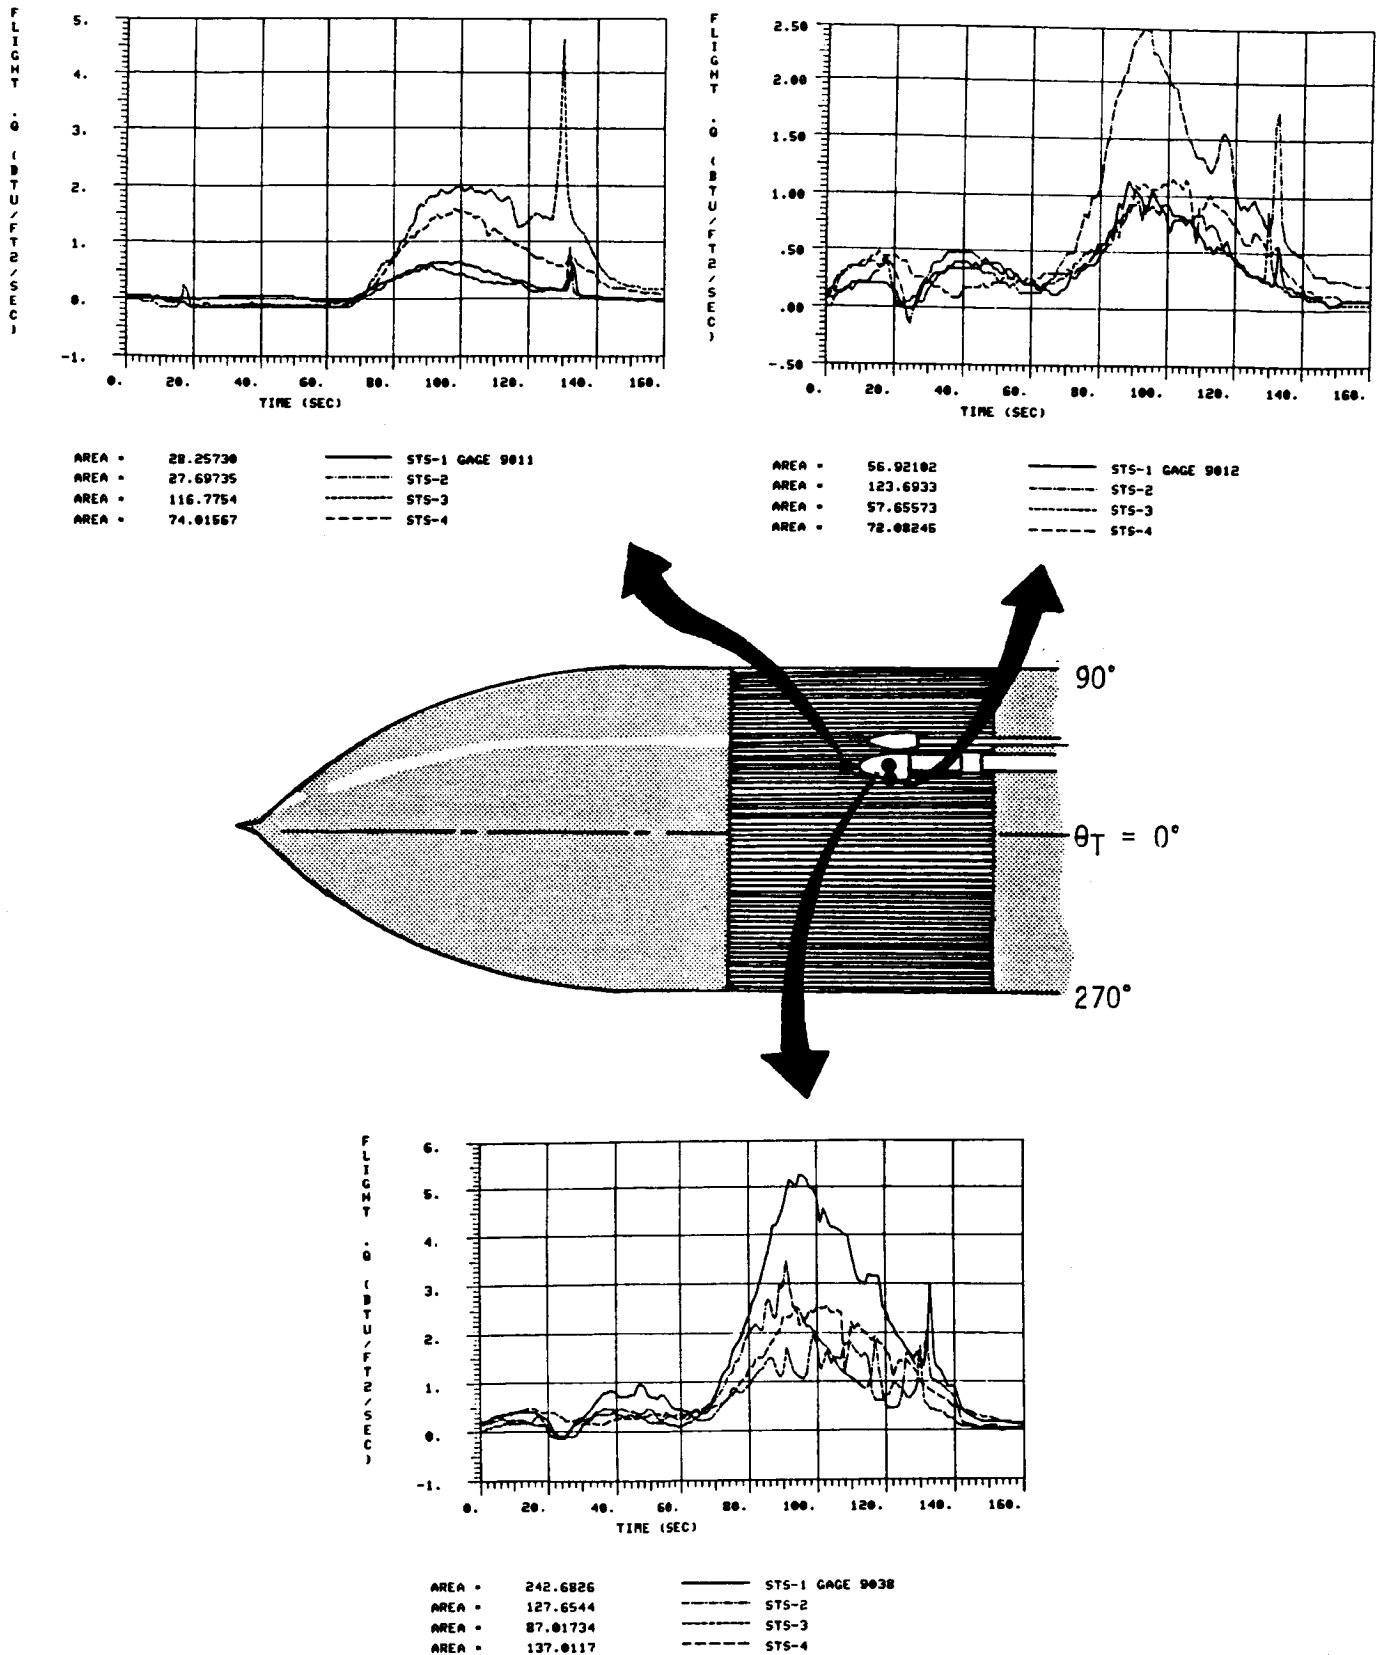 FLIGHT .Q (BTU/FT2/SEC)
5.
4.
3.
2.
1.
0.
-1.
0. 20. 40. 60. 80. 100. 120. 140. 160.
TIME (SEC)
AREA = 28.25730 STS-1 GAGE 9011
AREA = 27.69735 STS-2
AREA = 116.7754 STS-3
AREA = 74.01567 STS-4
FLIGHT .Q (BTU/FT2/SEC)
2.50
2.00
1.50
1.00
.50
.00
-.50
0. 20. 40. 60. 80. 100. 120. 140. 160.
TIME (SEC)
AREA = 56.92102 STS-1 GAGE 9012
AREA = 123.6933 STS-2
AREA = 57.65573 STS-3
AREA = 72.08245 STS-4
90°
θT = 0°
270°
FLIGHT .Q (BTU/FT2/SEC)
6.
5.
4.
3.
2.
1.
0.
-1.
0. 20. 40. 60. 80. 100. 120. 140. 160.
TIME (SEC)
AREA = 242.6826 STS-1 GAGE 9038
AREA = 127.6544 STS-2
AREA = 87.01734 STS-3
AREA = 137.0117 STS-4